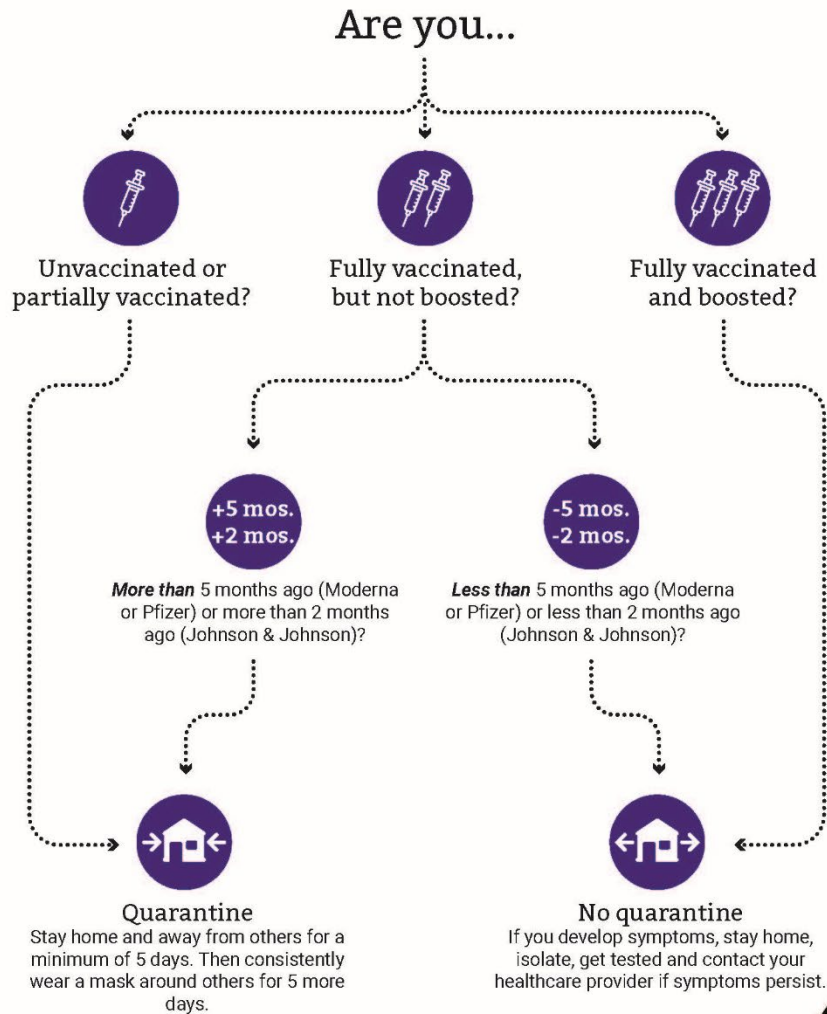 Are you...
Unvaccinated or
partially vaccinated?
Fully vaccinated,
but not boosted?
Fully vaccinated
and boosted?
+5 mos.
+2 mos.
More than 5 months ago (Moderna
or Pfizer) or more than 2 months
ago (Johnson & Johnson)?
-5 mos.
-2 mos.
Less than 5 months ago (Moderna
or Pfizer) or less than 2 months ago
(Johnson & Johnson)?
Quarantine
Stay home and away from others for a
minimum of 5 days. Then consistently
wear a mask around others for 5 more
days.
No quarantine
If you develop symptoms, stay home,
isolate, get tested and contact your
healthcare provider if symptoms persist.